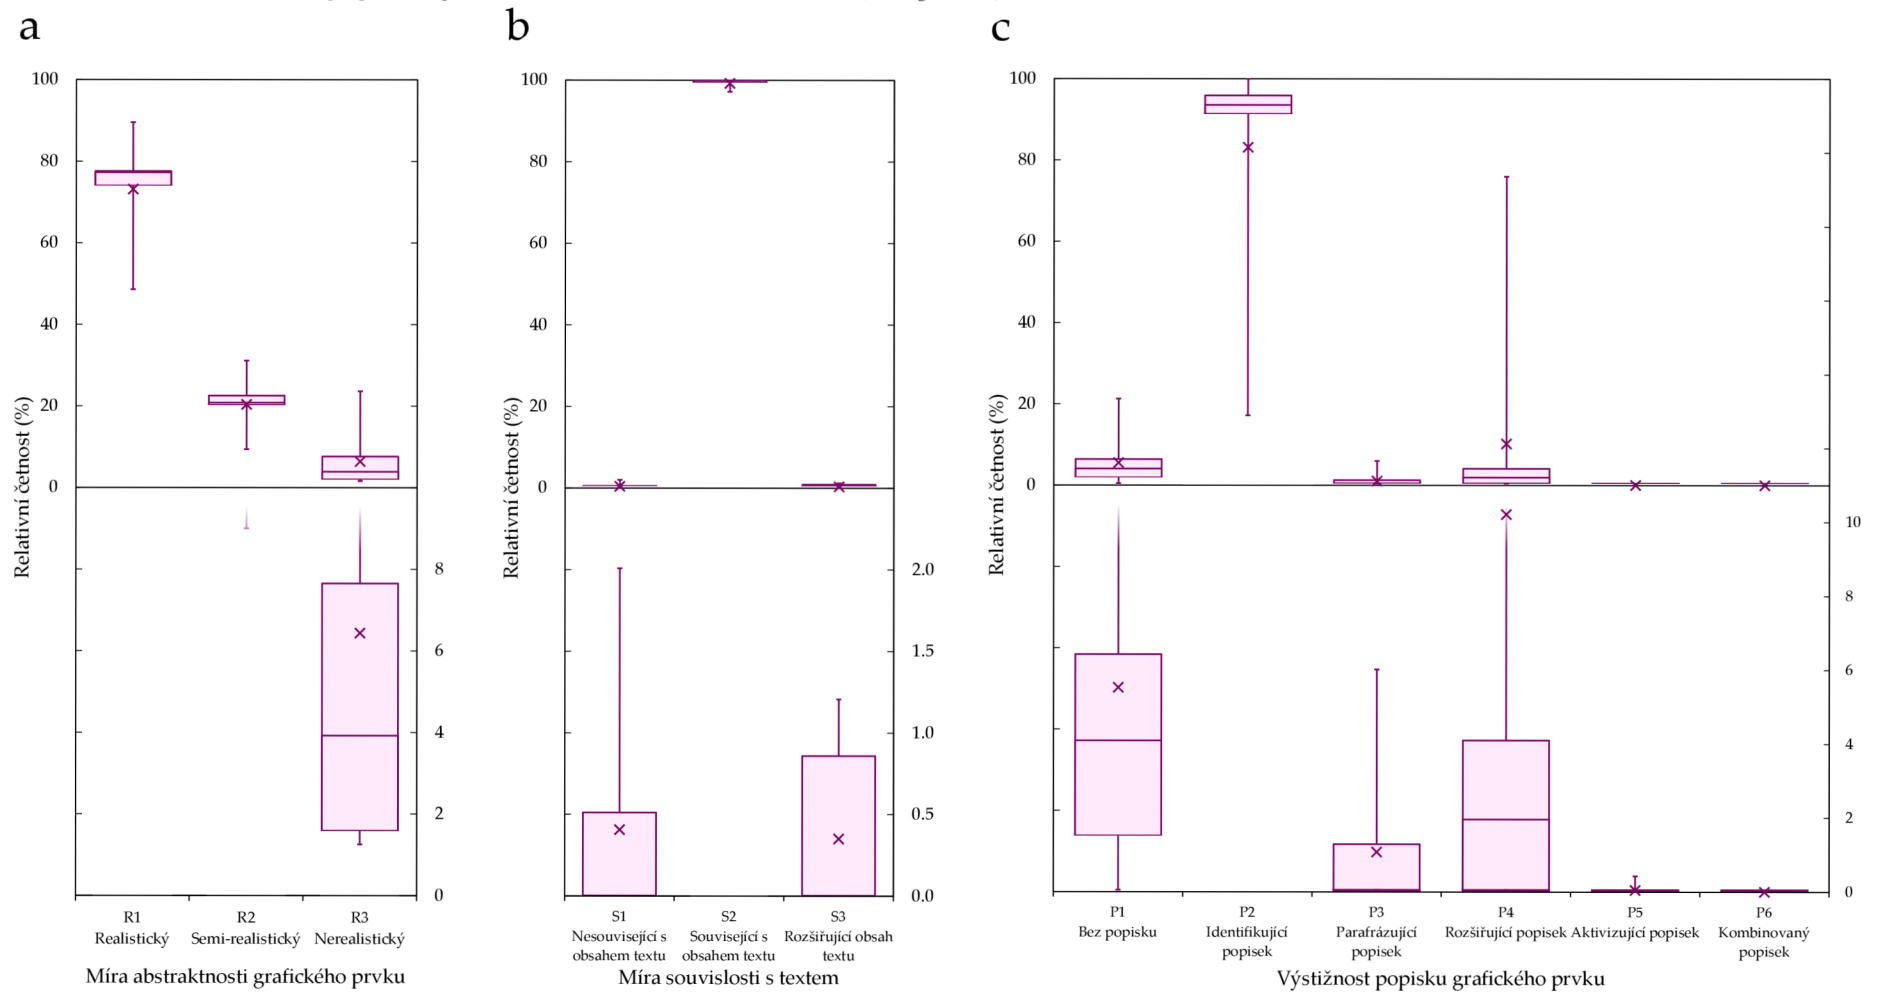 a
b
c
100
80
60
40
20
0
8
6
4
2
0
Relativní četnost (%)
R1
Realistický
R2
Semi-realistický
R3
Nerealistický
Míra abstraktnosti grafického prvku
100
80
60
40
20
0
2.0
1.5
1.0
0.5
0.0
Relativní četnost (%)
S1
Nesouvisející s
obsahem textu
S2
Související s
obsahem textu
S3
Rozšiřující obsah
textu
Míra souvislosti s textem
100
80
60
40
20
0
10
8
6
4
2
0
Relativní četnost (%)
P1
Bez popisku
P2
Identifikující
popisek
P3
Parafrázující
popisek
P4
Rozšiřující popisek
P5
Aktivizující popisek
P6
Kombinovaný
popisek
Výstižnost popisku grafického prvku